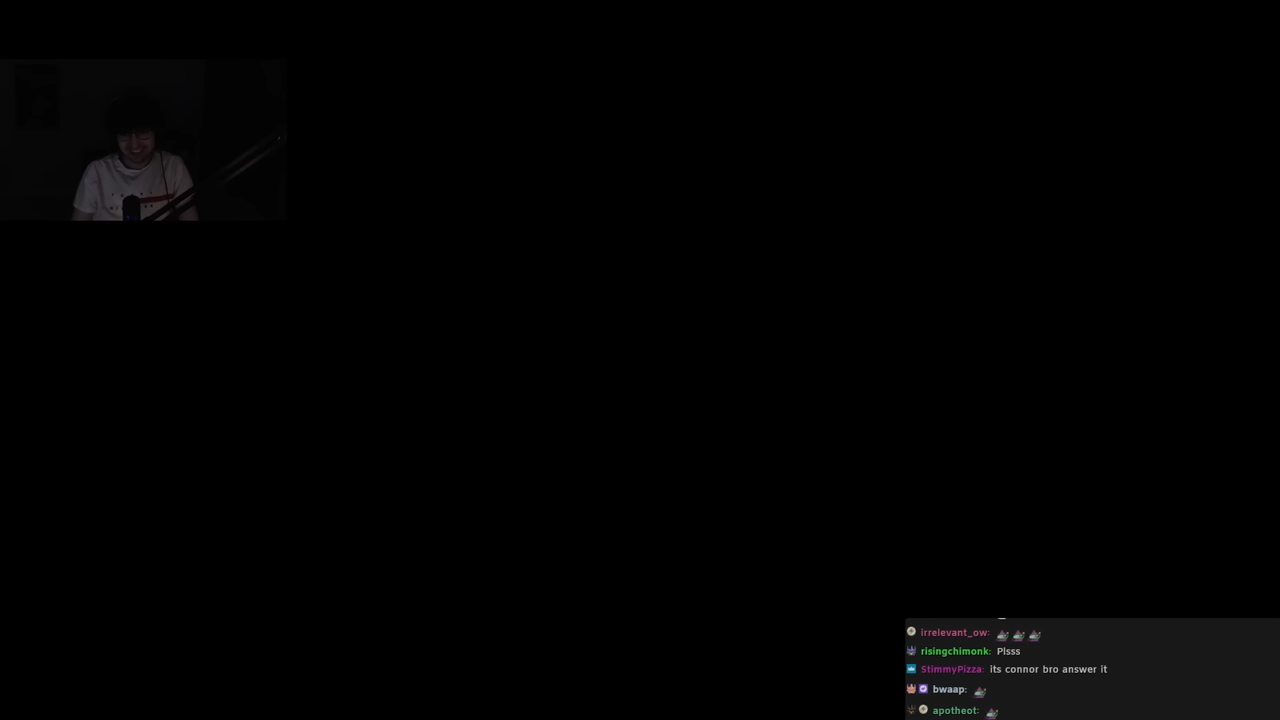 irrelevant_ow:
risingchimonk: Plsss
StimmyPizza: its connor bro answer it
bwaap:
apotheot: